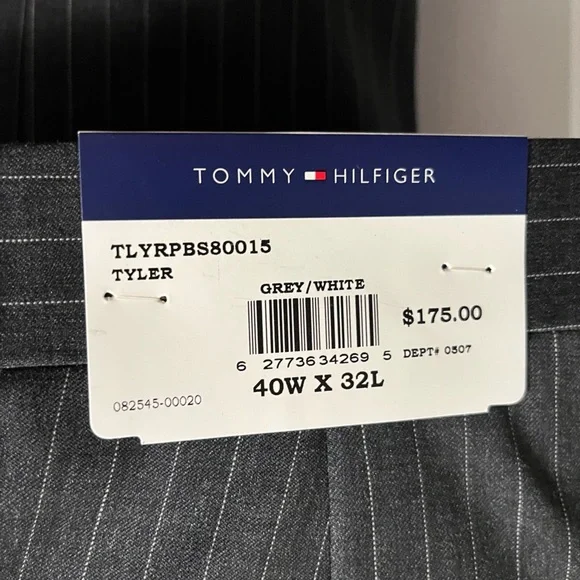 TOMMY HILFIGER
TLYRPBS80015
TYLER
GREY/WHITE
$175.00
6 27736 34269 5 DEPT# 0507
40W X 32L
082545-00020